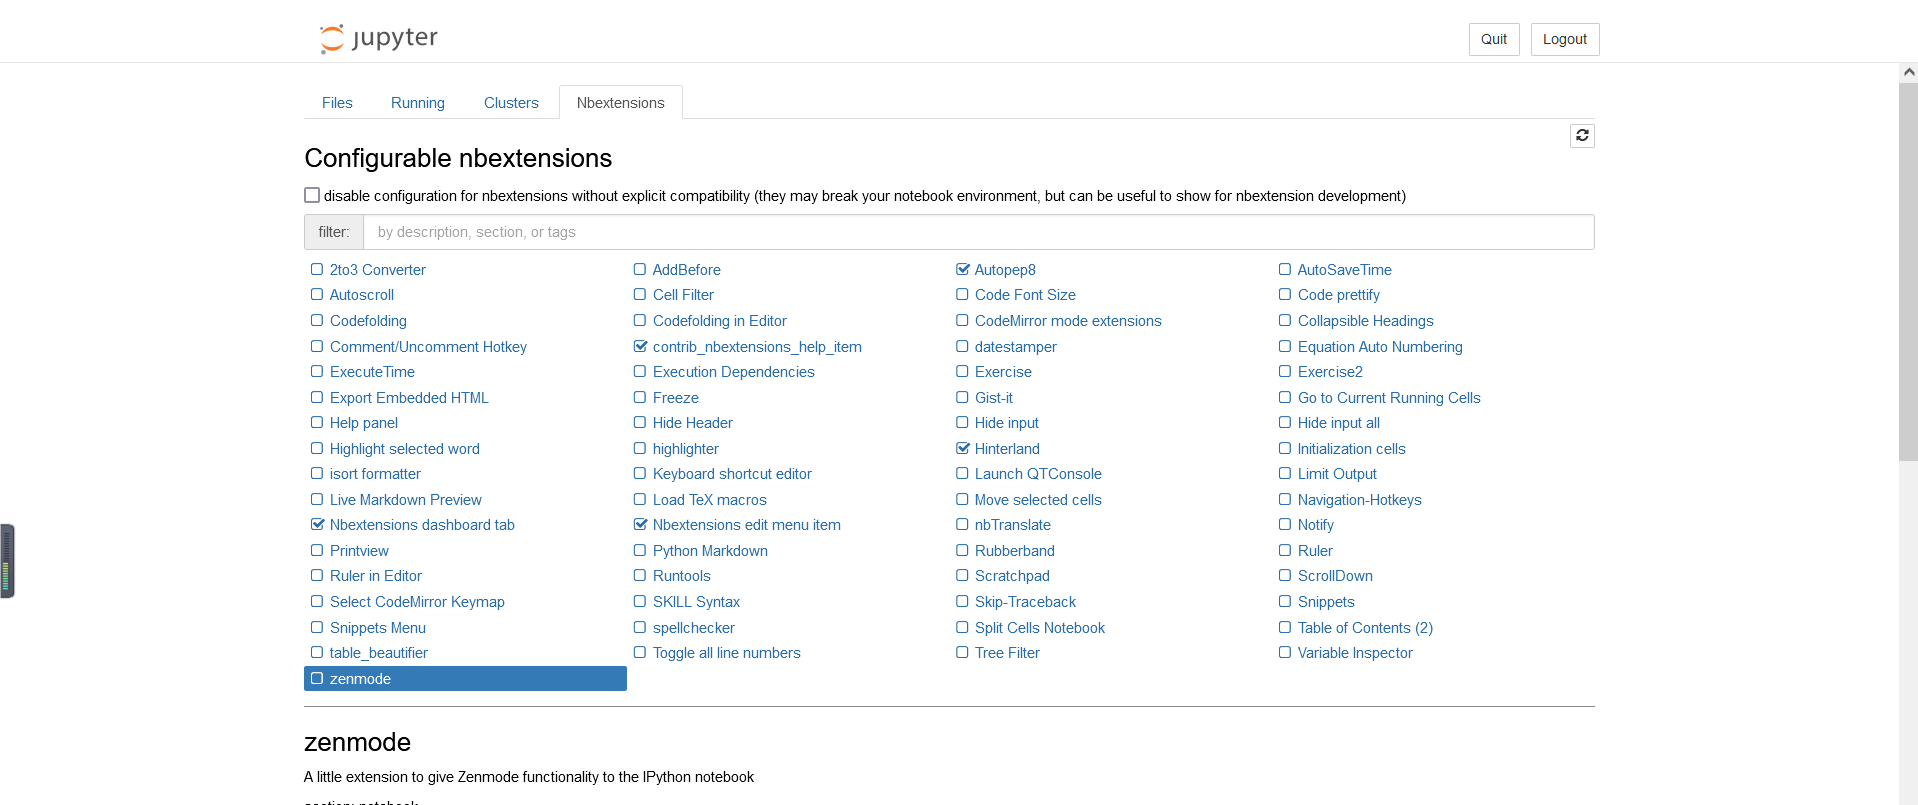 jupyter
Quit Logout
Files Running Clusters Nbextensions
Configurable nbextensions
disable configuration for nbextensions without explicit compatibility (they may break your notebook environment, but can be useful to show for nbextension development)
filter: by description, section, or tags
2to3 Converter AddBefore Autopep8 AutoSaveTime
Autoscroll Cell Filter Code Font Size Code prettify
Codefolding Codefolding in Editor CodeMirror mode extensions Collapsible Headings
Comment/Uncomment Hotkey contrib_nbextensions_help_item datestamper Equation Auto Numbering
ExecuteTime Execution Dependencies Exercise Exercise2
Export Embedded HTML Freeze Gist-it Go to Current Running Cells
Help panel Hide Header Hide input Hide input all
Highlight selected word highlighter Hinterland Initialization cells
isort formatter Keyboard shortcut editor Launch QTConsole Limit Output
Live Markdown Preview Load TeX macros Move selected cells Navigation-Hotkeys
Nbextensions dashboard tab Nbextensions edit menu item nbTranslate Notify
Printview Python Markdown Rubberband Ruler
Ruler in Editor Runtools Scratchpad ScrollDown
Select CodeMirror Keymap SKILL Syntax Skip-Traceback Snippets
Snippets Menu spellchecker Split Cells Notebook Table of Contents (2)
table_beautifier Toggle all line numbers Tree Filter Variable Inspector
zenmode
zenmode
A little extension to give Zenmode functionality to the IPython notebook
section: notebook